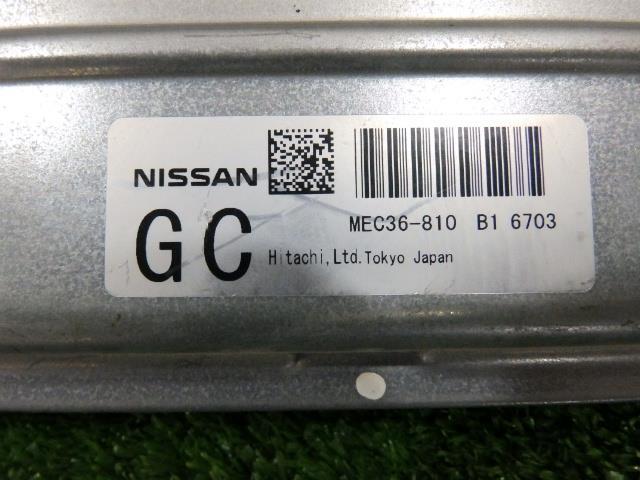 NISSAN
MEC36-810 B1 6703
GC
Hitachi,Ltd.Tokyo Japan